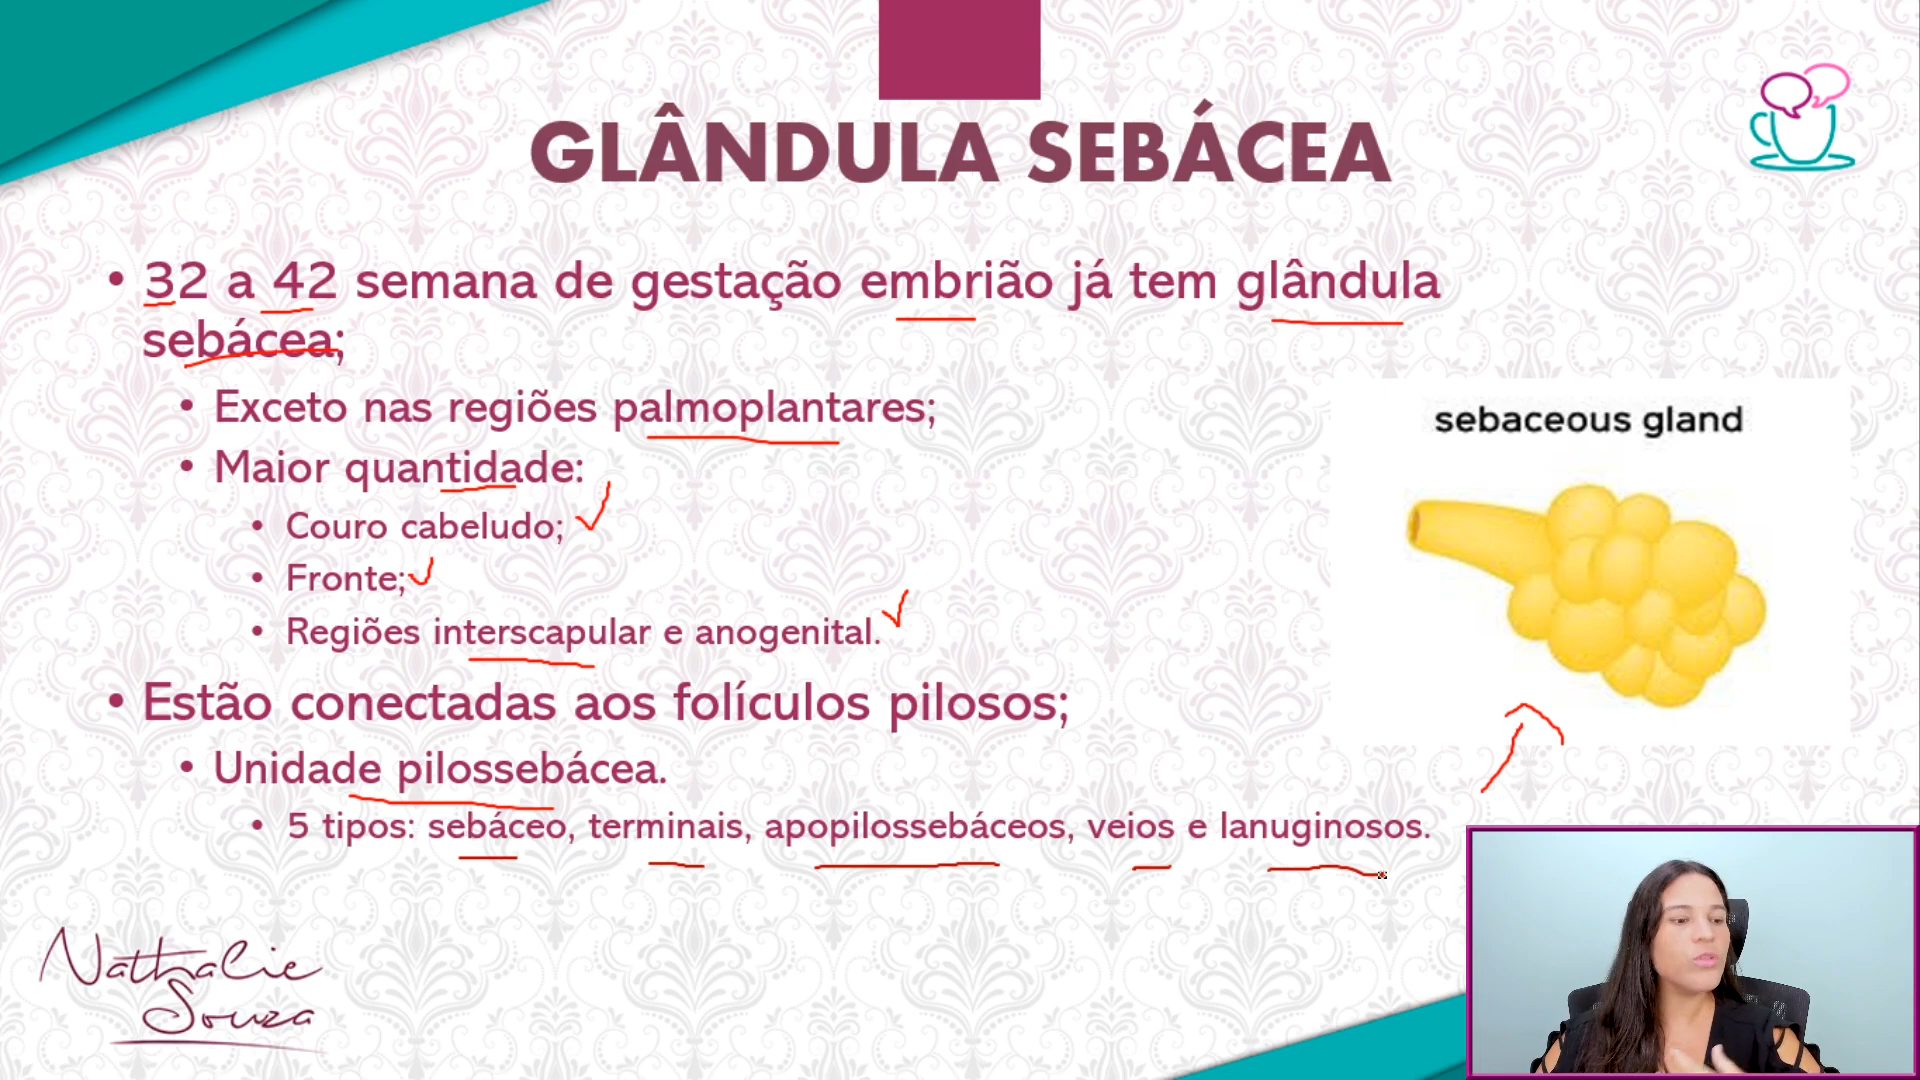 GLÂNDULA SEBÁCEA
• 32 a 42 semana de gestação embrião já tem glândula
sebácea;
• Exceto nas regiões palmoplantares;
• Maior quantidade:
• Couro cabeludo;
• Fronte;
• Regiões interscapular e anogenital.
• Estão conectadas aos folículos pilosos;
• Unidade pilossebácea.
• 5 tipos: sebáceo, terminais, apopilossebáceos, veios e lanuginosos.
sebaceous gland
Nathalie
Souza